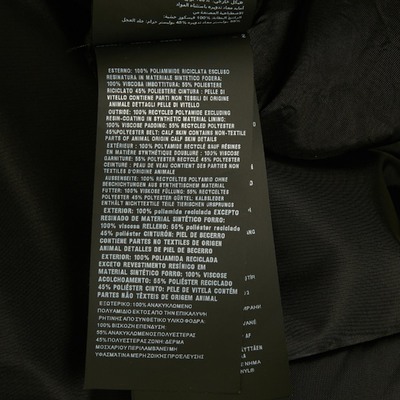 EXTERNO: 100% POLIAMMIDE RICICLATA ESCLUSO
RESINATURA IN MATERIALE SINTETICO FODERA:
100% VISCOSA IMBOTTITURA: 55% POLIESTERE
RICICLATO 45% POLIESTERE CINTURA: PELLE DI
VITELLO CONTIENE PARTI NON TESSILI DI ORIGINE
ANIMALE DETTAGLI PELLE DI VITELLO
OUTSIDE: 100% RECYCLED POLYAMIDE EXCLUDING
RESIN-COATING IN SYNTHETIC MATERIAL LINING:
100% VISCOSE PADDING: 55% RECYCLED POLYESTER
45%POLYESTER BELT: CALF SKIN CONTAINS NON-TEXTILE
PARTS OF ANIMAL ORIGIN CALF SKIN DETAILS
EXTÉRIEUR : 100% POLYAMIDE RECYCLÉ SAUF RÉSINES
EN MATIÈRE SYNTHÉTIQUE DOUBLURE : 100% VISCOSE
GARNITURE: 55% POLYESTER RECYCLÉ 45% POLYESTER
CEINTURE : PEAU DE VEAU CONTIENT DES PARTIES NON
TEXTILES D'ORIGINE ANIMALE
AUSSENSEITE: 100% RECYCELTES POLYAMID OHNE
BESCHICHTUNGEN AUS SYNTHETISCHEM MATERIAL
FUTTER: 100% VISKOSE FÜLLUNG: 55% RECYCELTES
POLYESTER 45% POLYESTER GÜRTEL: KALBSLEDER
ENTHÄLT NICHTTEXTILE TEILE TIERISCHEN URSPRUNGS
EXTERIOR: 100% poliamida reciclada EXCEPTO
RESINADO DE MATERIAL SINTÉTICO FORRO:
100% viscosa RELLENO: 55% poliéster reciclado
45% poliéster CINTURÓN: PIEL DE BECERRO
CONTIENE PARTES NO TEXTILES DE ORIGEN
ANIMAL DETALLES DE PIEL DE BECERRO
EXTERIOR: 100% POLIAMIDA RECICLADA
EXCETO REVESTIMENTO RESÍNICO EM
MATERIAL SINTÉTICO FORRO: 100% VISCOSE
ACOLCHOAMENTO: 55% POLIÉSTER RECICLADO
45% POLIÉSTER CINTO: PELE DE VITELA CONTÉM
PARTES NÃO TÊXTEIS DE ORIGEM ANIMAL
ΕΞΩΤΕΡΙΚΟ: 100% ΑΝΑΚΥΚΛΩΜΕΝΟ
ΠΟΛΥΑΜΙΔΙΟ ΕΚΤΟΣ ΑΠΟ ΤΗΝ ΕΠΙΚΑΛΥΨΗ
ΡΗΤΙΝΗΣ ΑΠΟ ΣΥΝΘΕΤΙΚΟ ΥΛΙΚΟ ΦΟΔΡΑ:
100% ΒΙΣΚΟΖΗ ΕΠΕΝΔΥΣΗ:
55% ΑΝΑΚΥΚΛΩΜΕΝΟΣ ΠΟΛΥΕΣΤΕΡΑΣ
45% ΠΟΛΥΕΣΤΕΡΑΣ ΖΩΝΗ:
ΜΟΣΧΑΡΙ ΠΕΡΙΛΑΜΒΑΝΕΙ ΜΗ
ΥΦΑΣΜΑΤΙΝΑ ΜΕΡΗ ΖΩΙΚΗΣ ΠΡΟΕΛΕΥΣΗΣ